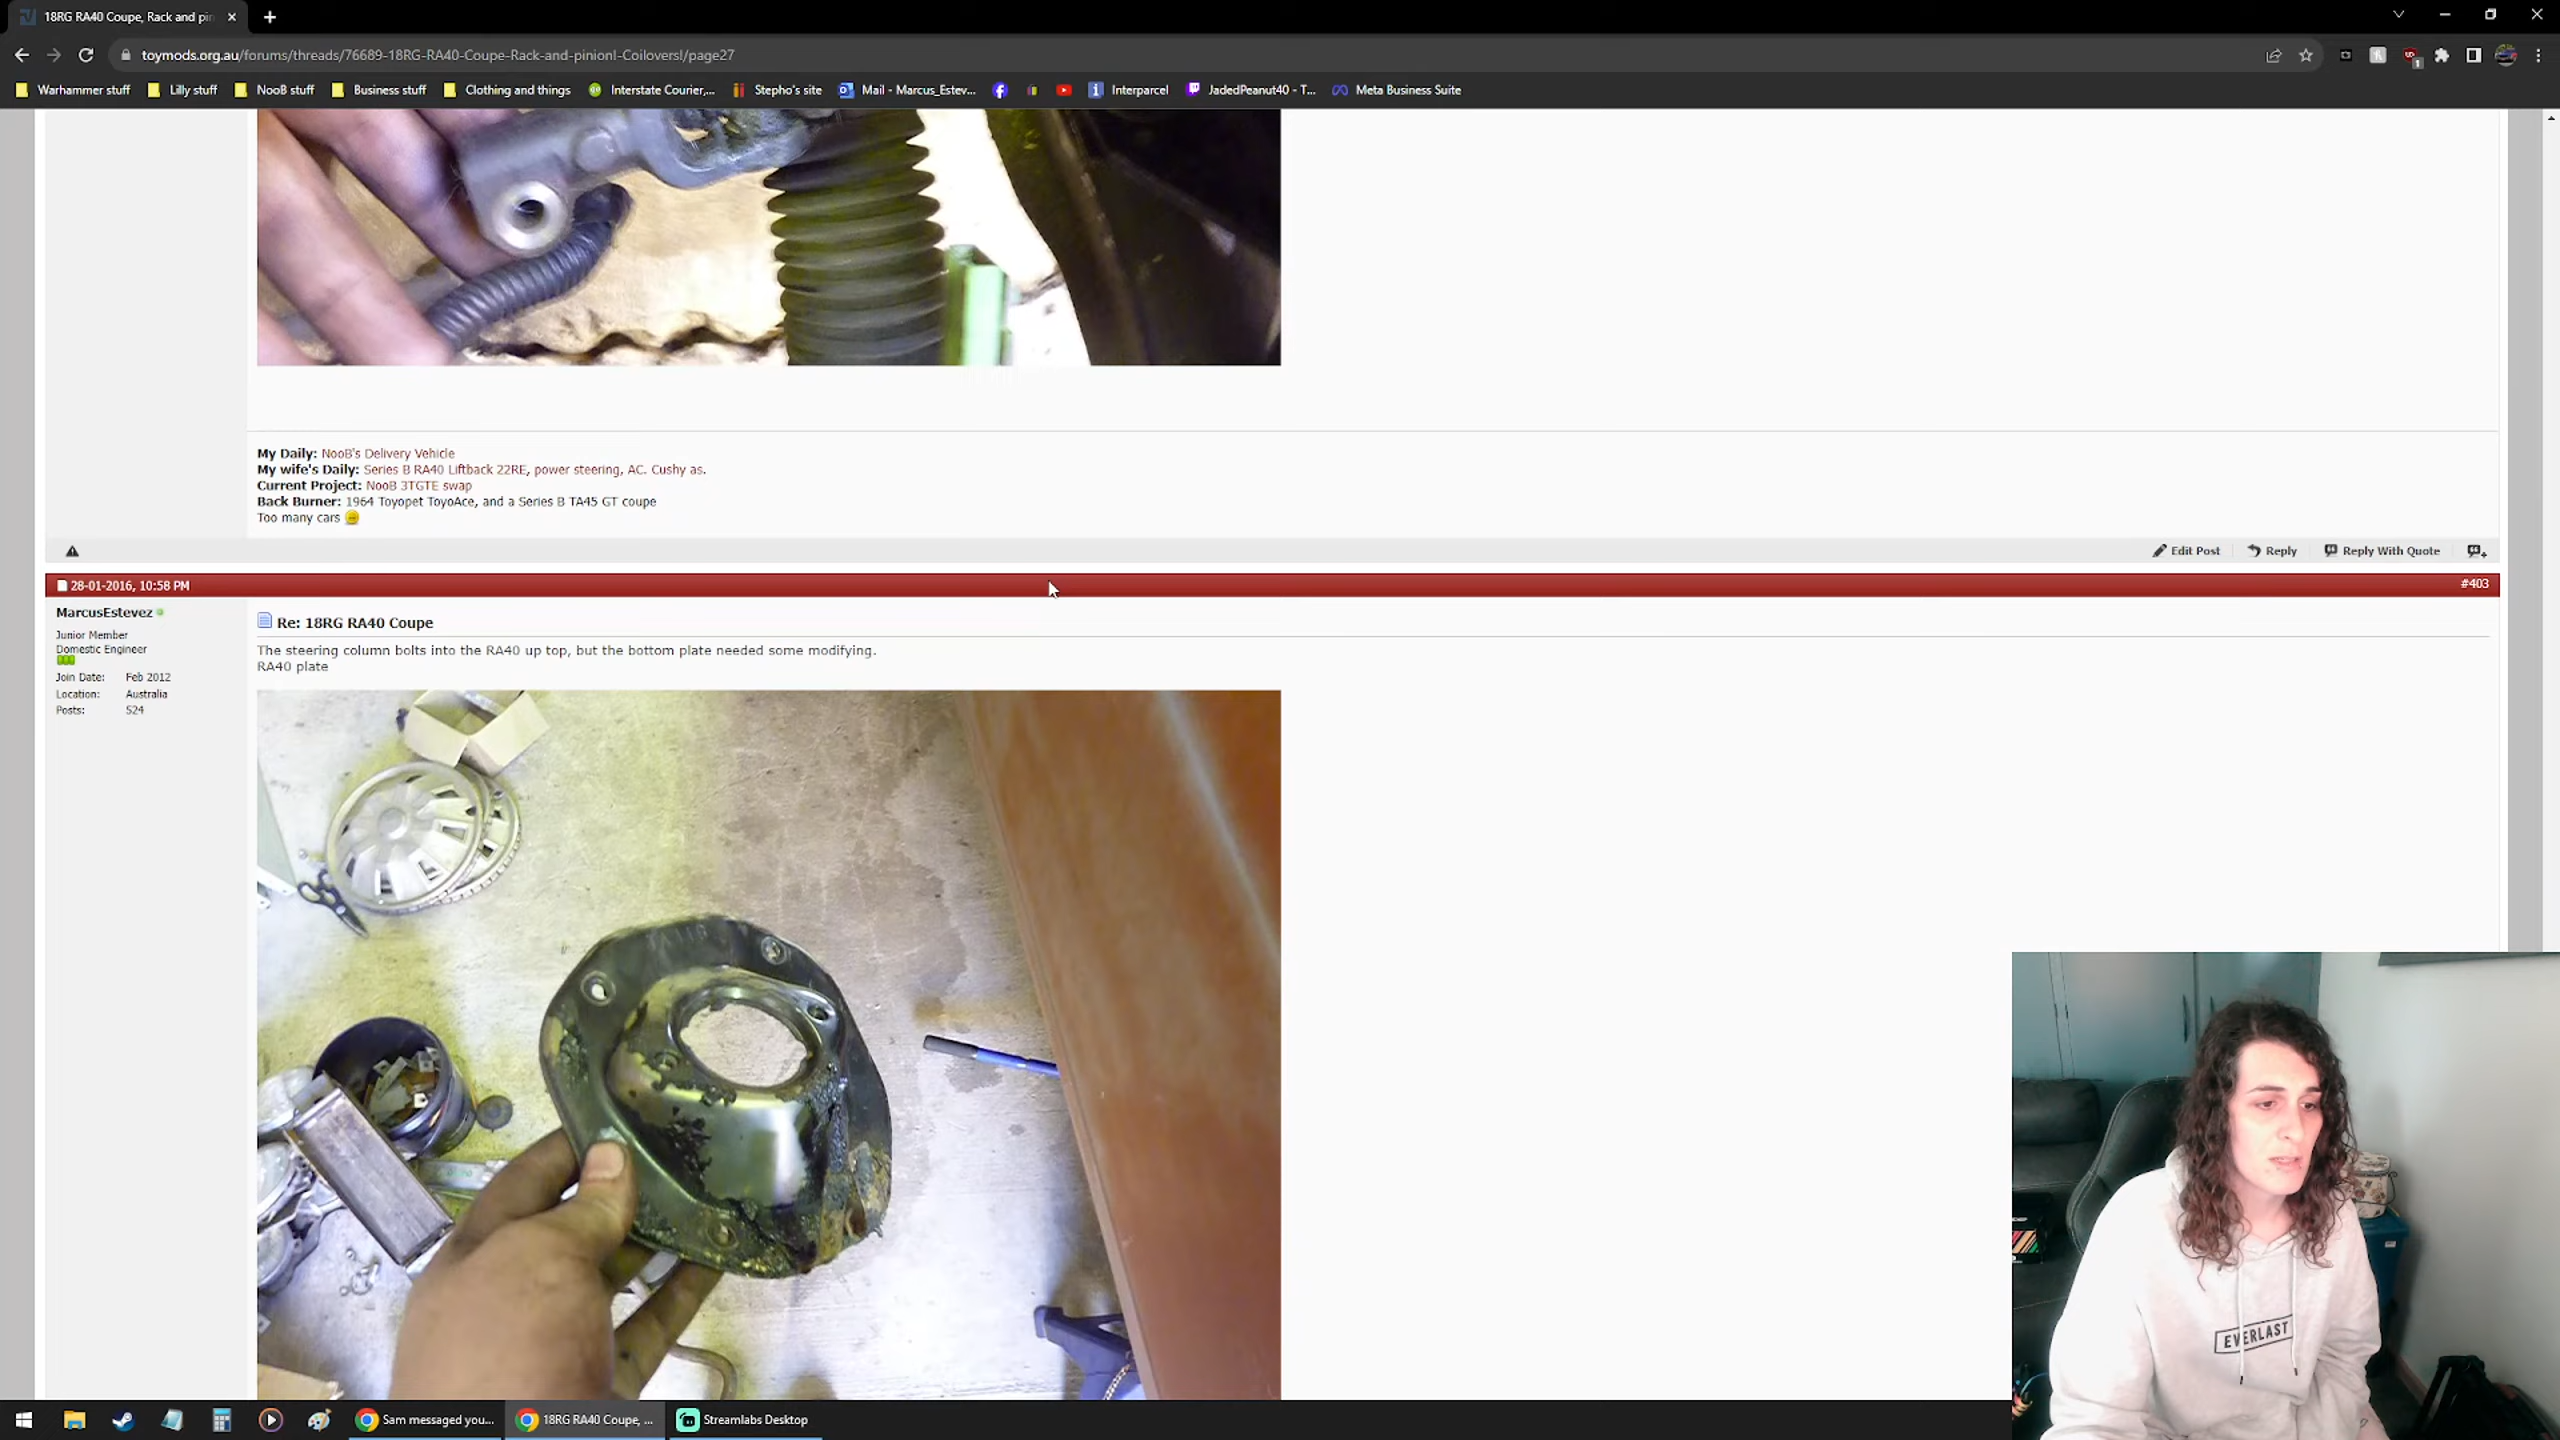 18RG RA40 Coupe, Rack and pin
toymods.org.au/forums/threads/76689-18RG-RA40-Coupe-Rack-and-pinionl-Coiloversl/page27
Warhammer stuff
Lilly stuff
NooB stuff
Business stuff
Clothing and things
Interstate Courier,...
Stepho's site
Mail - Marcus_Estev...
Interparcel
JadedPeanut40 - T...
Meta Business Suite
My Daily: NooB's Delivery Vehicle
My wife's Daily: Series B RA40 Liftback 22RE, power steering, AC. Cushy as.
Current Project: NooB 3TGTE swap
Back Burner: 1964 Toyopet ToyoAce, and a Series B TA45 GT coupe
Too many cars
Edit Post
Reply
Reply With Quote
28-01-2016, 10:58 PM
#403
MarcusEstevez
Junior Member
Domestic Engineer
Join Date: Feb 2012
Location: Australia
Posts: 524
Re: 18RG RA40 Coupe
The steering column bolts into the RA40 up top, but the bottom plate needed some modifying.
RA40 plate
EVERLAST
Sam messaged you...
18RG RA40 Coupe, ...
Streamlabs Desktop